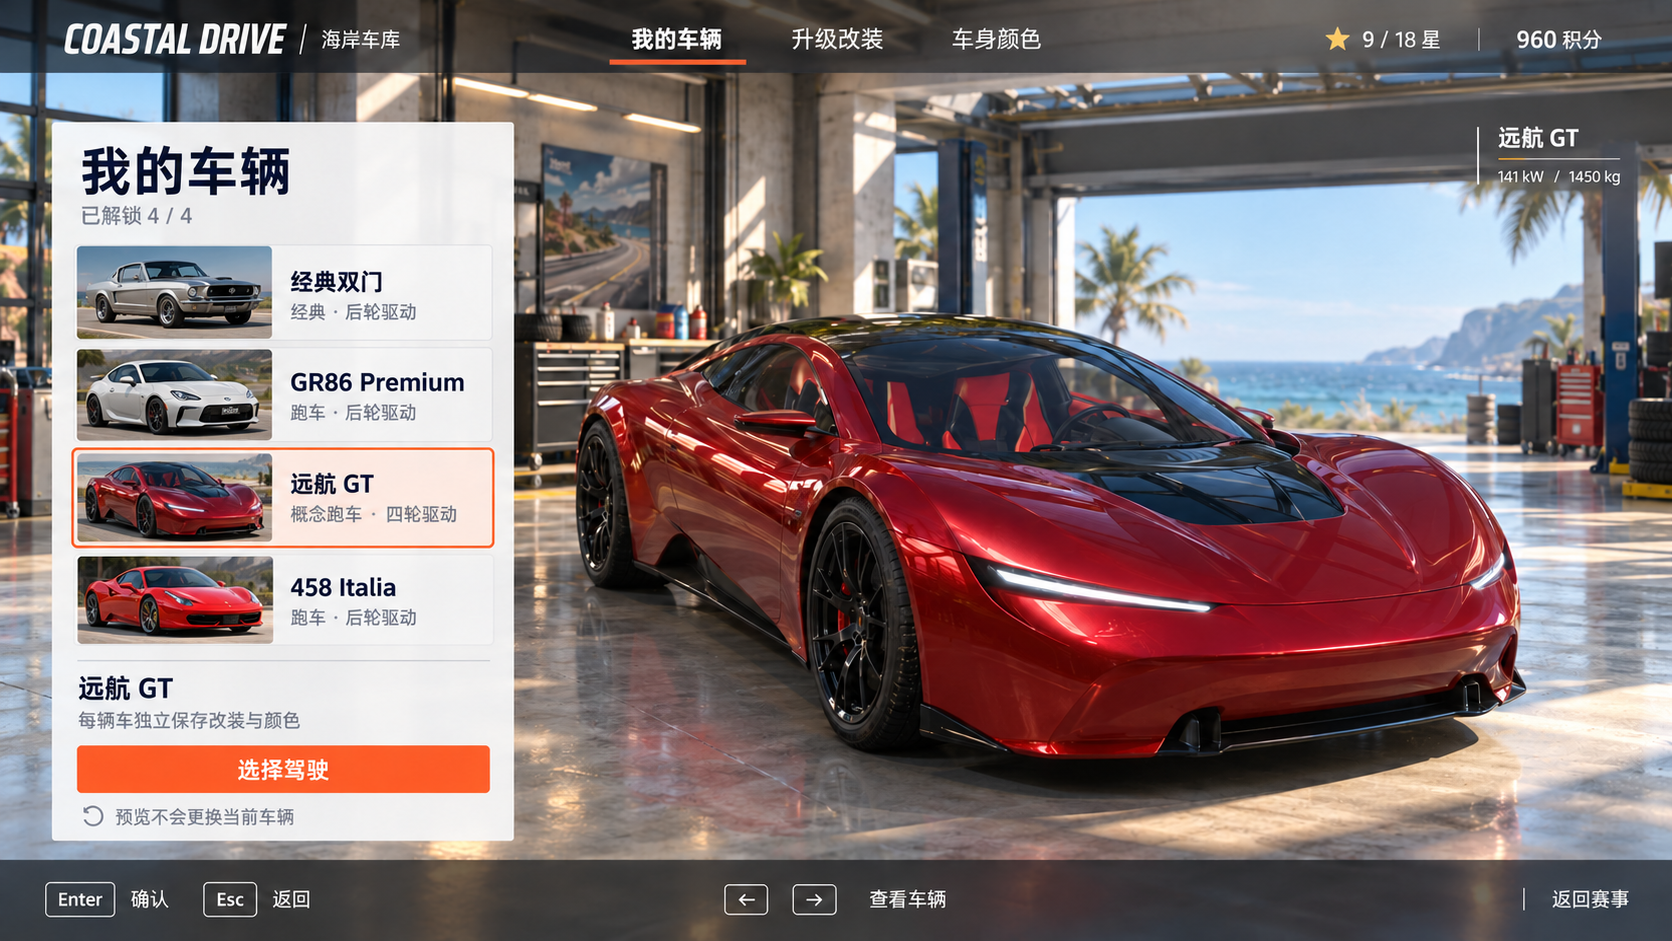 COASTAL DRIVE / 海岸车库
我的车辆
升级改装
车身颜色
9 / 18 星
960 积分
我的车辆
已解锁 4 / 4
经典双门
经典 · 后轮驱动
GR86 Premium
跑车 · 后轮驱动
远航 GT
概念跑车 · 四轮驱动
458 Italia
跑车 · 后轮驱动
远航 GT
每辆车独立保存改装与颜色
选择驾驶
预览不会更换当前车辆
远航 GT
141 kW / 1450 kg
Enter 确认 Esc 返回
← → 查看车辆
返回赛事